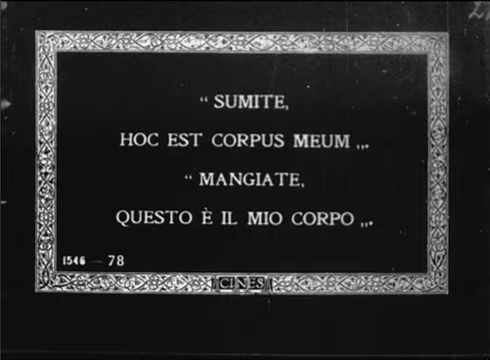 “ SUMITE,
HOC EST CORPUS MEUM „.
“ MANGIATE,
QUESTO È IL MIO CORPO „.
1546 — 78
CINES